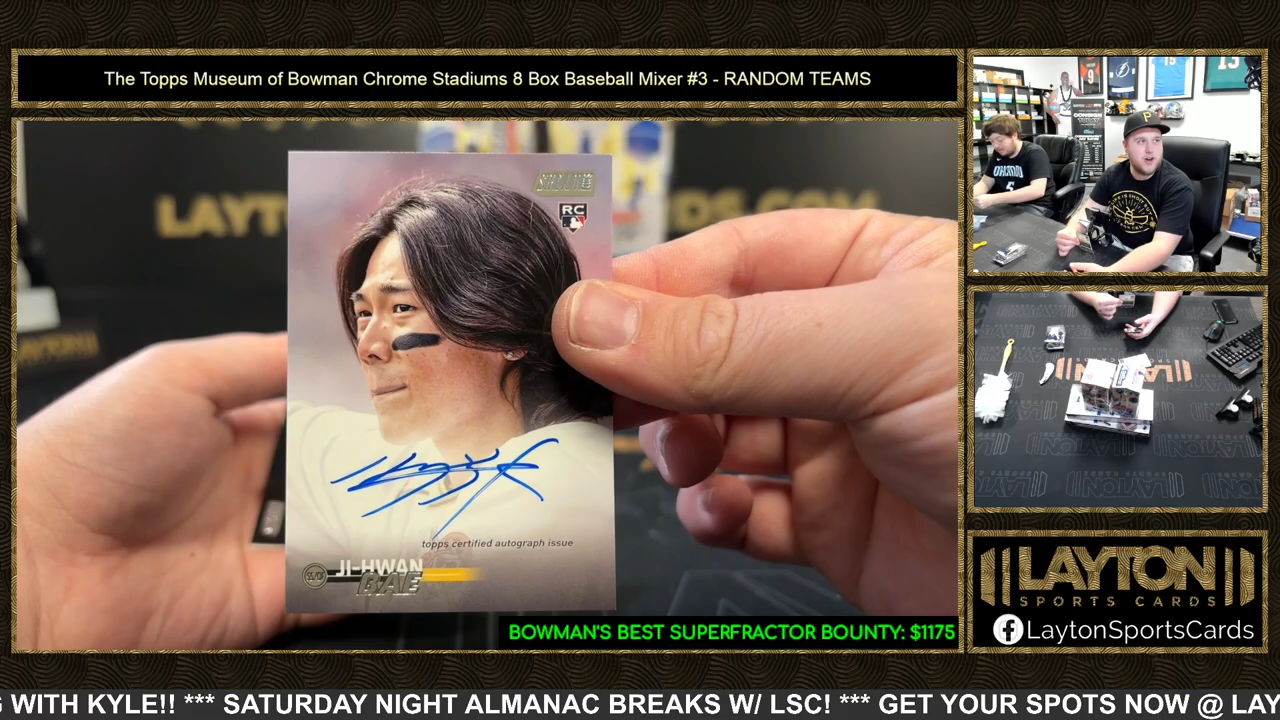 The Topps Museum of Bowman Chrome Stadiums 8 Box Baseball Mixer #3 - RANDOM TEAMS
RC
topps certified autograph issue
JI-HWAN
BAE
BOWMAN'S BEST SUPERFRACTOR BOUNTY: $1175
CONSIGN
LAYTON
SPORTS CARDS
LaytonSportsCards
G WITH KYLE!! *** SATURDAY NIGHT ALMANAC BREAKS W/ LSC! *** GET YOUR SPOTS NOW @ LAY